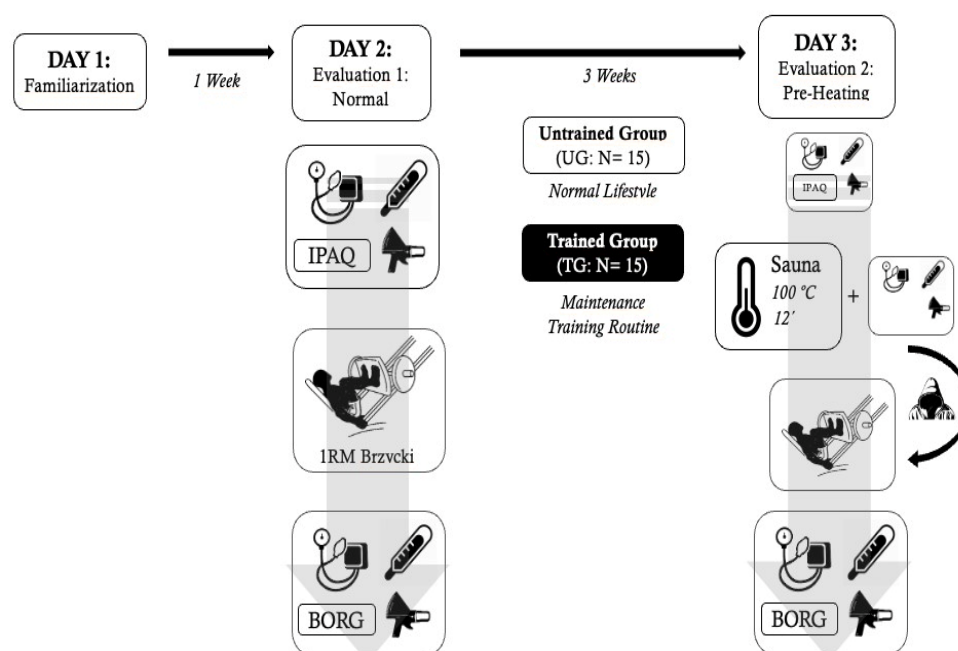 DAY 1:
Familiarization
1 Week
DAY 2:
Evaluation 1:
Normal
3 Weeks
DAY 3:
Evaluation 2:
Pre-Heating
IPAQ
1RM Brzvcki
BORG
Untrained Group
(UG: N= 15)
Normal Lifestyle
Trained Group
(TG: N= 15)
Maintenance
Training Routine
IPAQ
Sauna
100 °C
12'
+
BORG